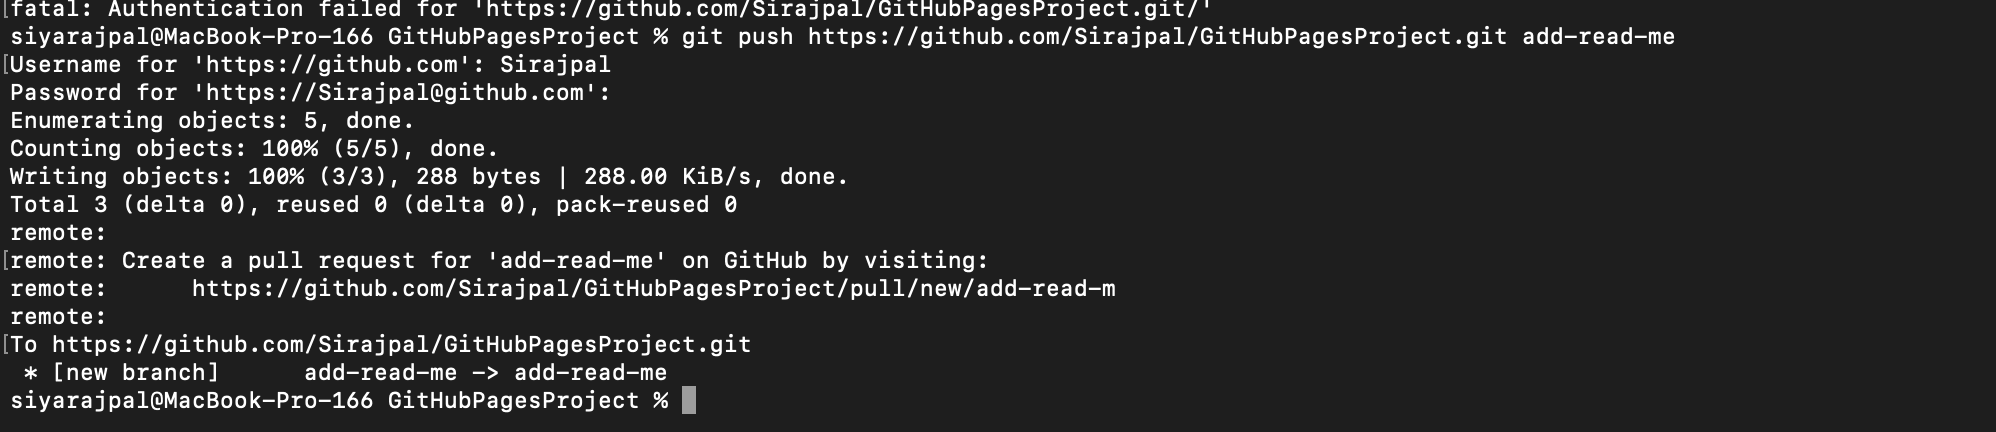 [fatal: Authentication failed for 'https://github.com/Sirajpal/GitHubPagesProject.git/'
siyarajpal@MacBook-Pro-166 GitHubPagesProject % git push https://github.com/Sirajpal/GitHubPagesProject.git add-read-me
[Username for 'https://github.com': Sirajpal
Password for 'https://Sirajpal@github.com':
Enumerating objects: 5, done.
Counting objects: 100% (5/5), done.
Writing objects: 100% (3/3), 288 bytes | 288.00 KiB/s, done.
Total 3 (delta 0), reused 0 (delta 0), pack-reused 0
remote:
[remote: Create a pull request for 'add-read-me' on GitHub by visiting:
remote:      https://github.com/Sirajpal/GitHubPagesProject/pull/new/add-read-m
remote:
[To https://github.com/Sirajpal/GitHubPagesProject.git
 * [new branch]      add-read-me -> add-read-me
siyarajpal@MacBook-Pro-166 GitHubPagesProject %